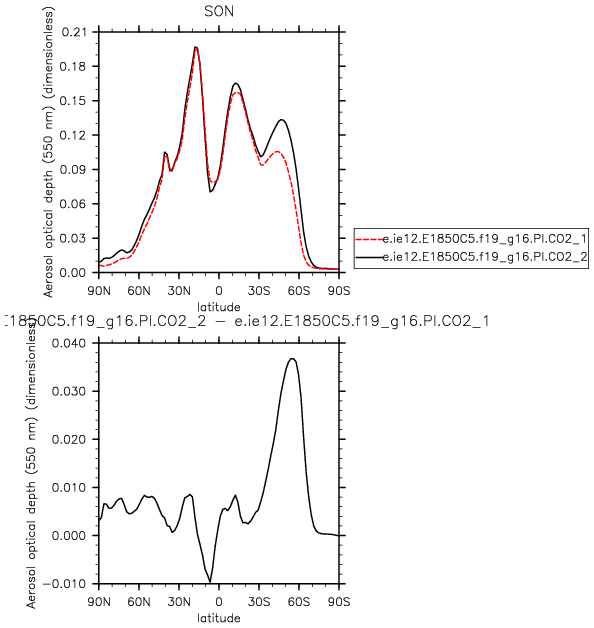 SON
Aerosol optical depth (550 nm) (dimensionless)
0.21
0.18
0.15
0.12
0.09
0.06
0.03
0.00
90N 60N 30N 0 30S 60S 90S
latitude
e.ie12.E1850C5.f19_g16.PI.CO2_1
e.ie12.E1850C5.f19_g16.PI.CO2_2
.E1850C5.f19_g16.PI.CO2_2 − e.ie12.E1850C5.f19_g16.PI.CO2_1
Aerosol optical depth (550 nm) (dimensionless)
0.040
0.030
0.020
0.010
0.000
−0.010
90N 60N 30N 0 30S 60S 90S
latitude